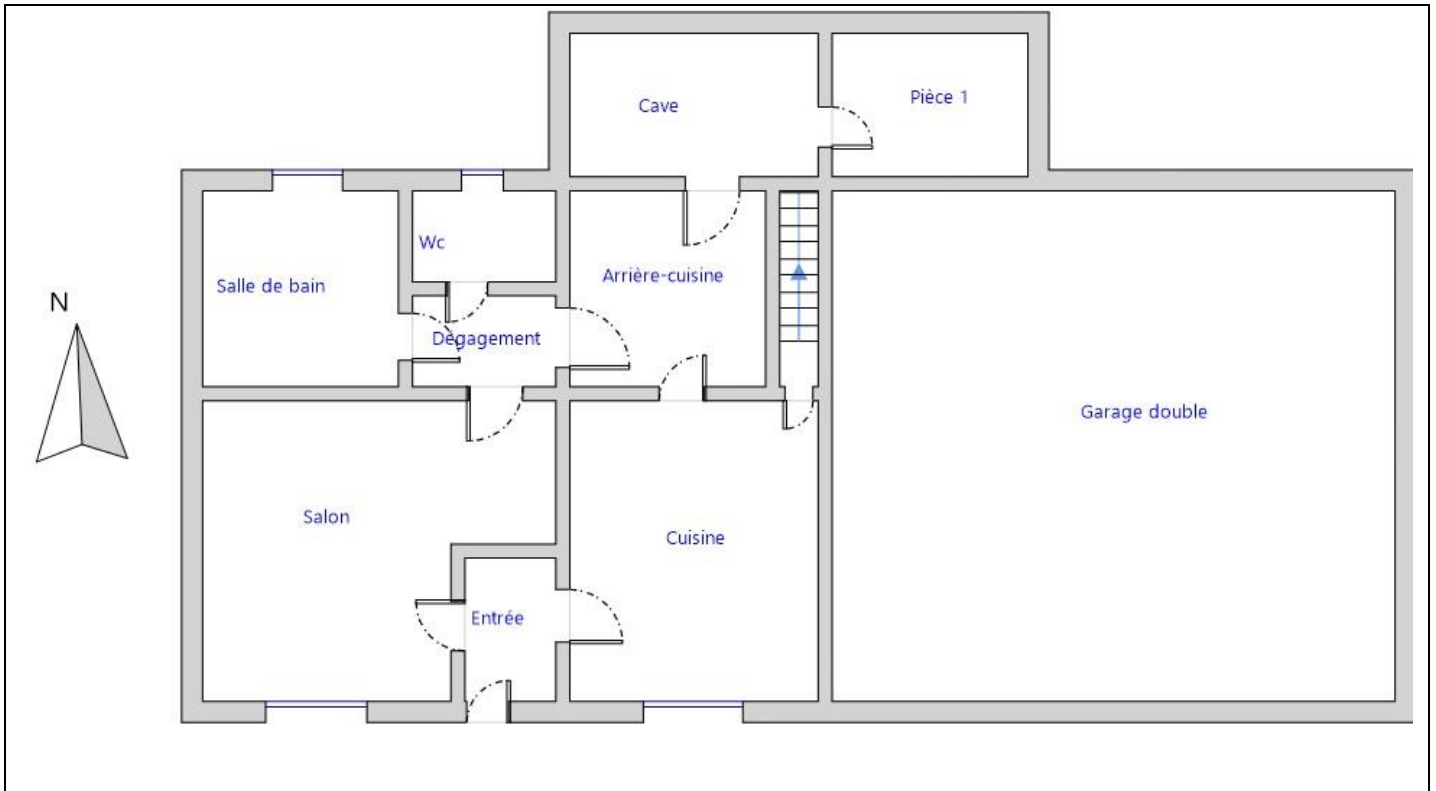 Cave
Pièce 1
Wc
Salle de bain
Arrière-cuisine
N
Dégagement
Garage double
Salon
Cuisine
Entrée